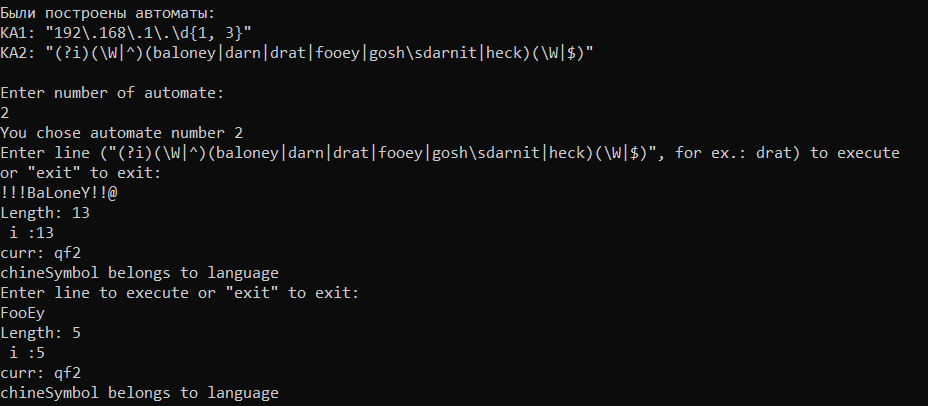 Были построены автоматы:
KA1: "192\.168\.1\.\d{1, 3}"
KA2: "(?i)(\W|^)(baloney|darn|drat|fooey|gosh\sdarnit|heck)(\W|$)"
Enter number of automate:
2
You chose automate number 2
Enter line ("(?i)(\W|^)(baloney|darn|drat|fooey|gosh\sdarnit|heck)(\W|$)", for ex.: drat) to execute
or "exit" to exit:
!!!BaLoneY!!@
Length: 13
 i :13
curr: qf2
chineSymbol belongs to language
Enter line to execute or "exit" to exit:
FooEy
Length: 5
 i :5
curr: qf2
chineSymbol belongs to language